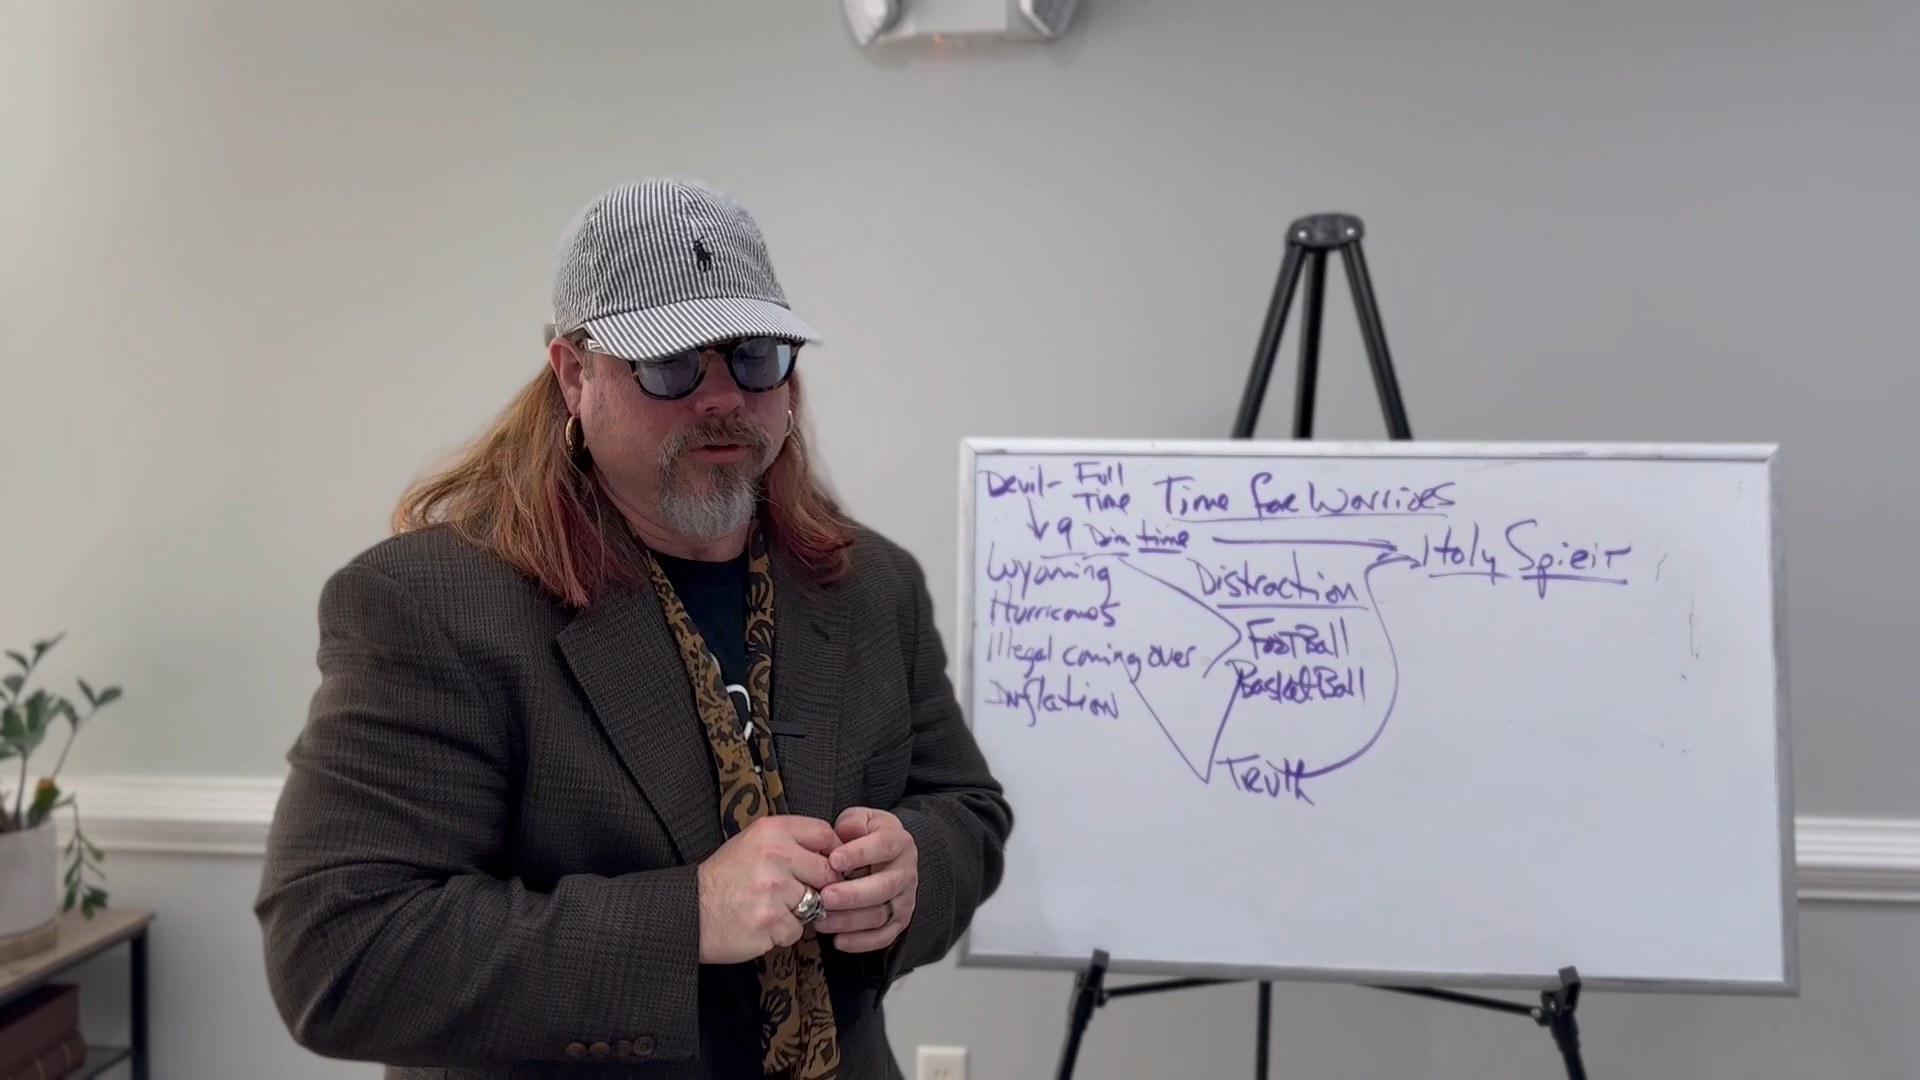 Devil- Full Time
Time for Warriors
9 Dim time
Holy Spirit
Wyoming
Hurricanes
Illegal coming over
Inflation
Distraction
FootBall
BasketBall
Truth